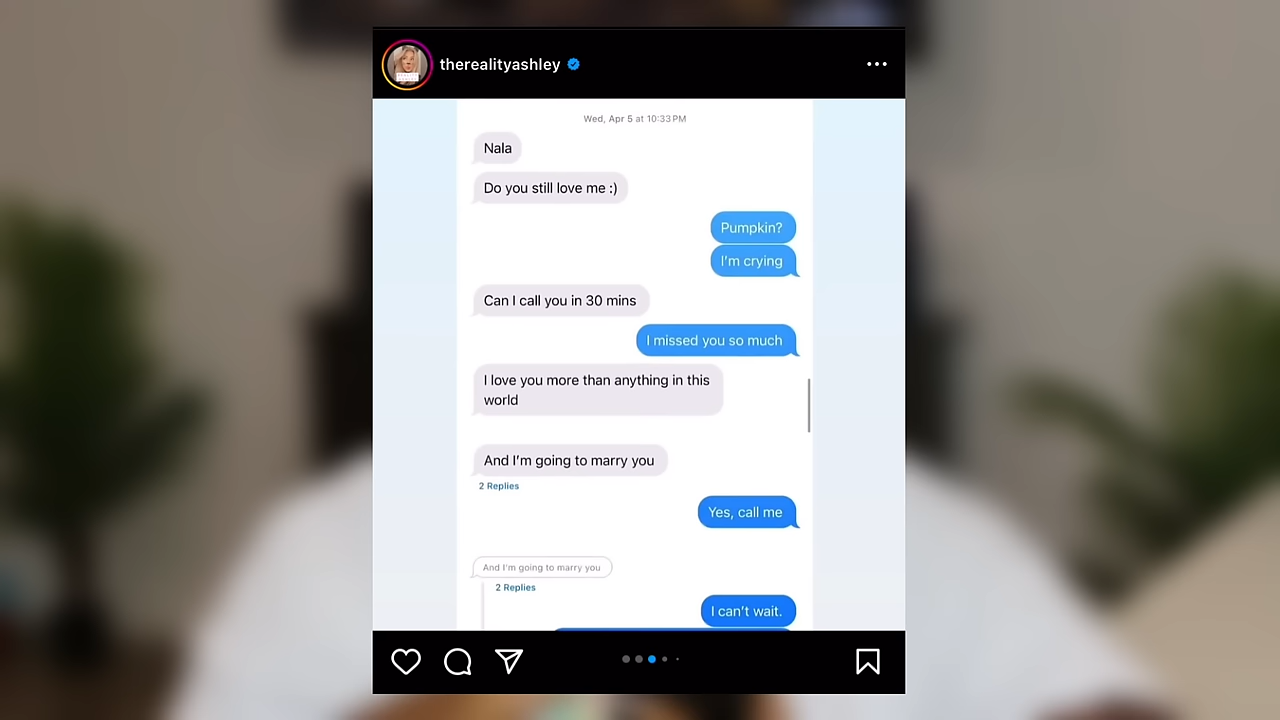 therealityashley
Wed, Apr 5 at 10:33 PM
Nala
Do you still love me :)
Pumpkin?
I'm crying
Can I call you in 30 mins
I missed you so much
I love you more than anything in this
world
And I'm going to marry you
2 Replies
Yes, call me
And I'm going to marry you
2 Replies
I can't wait.